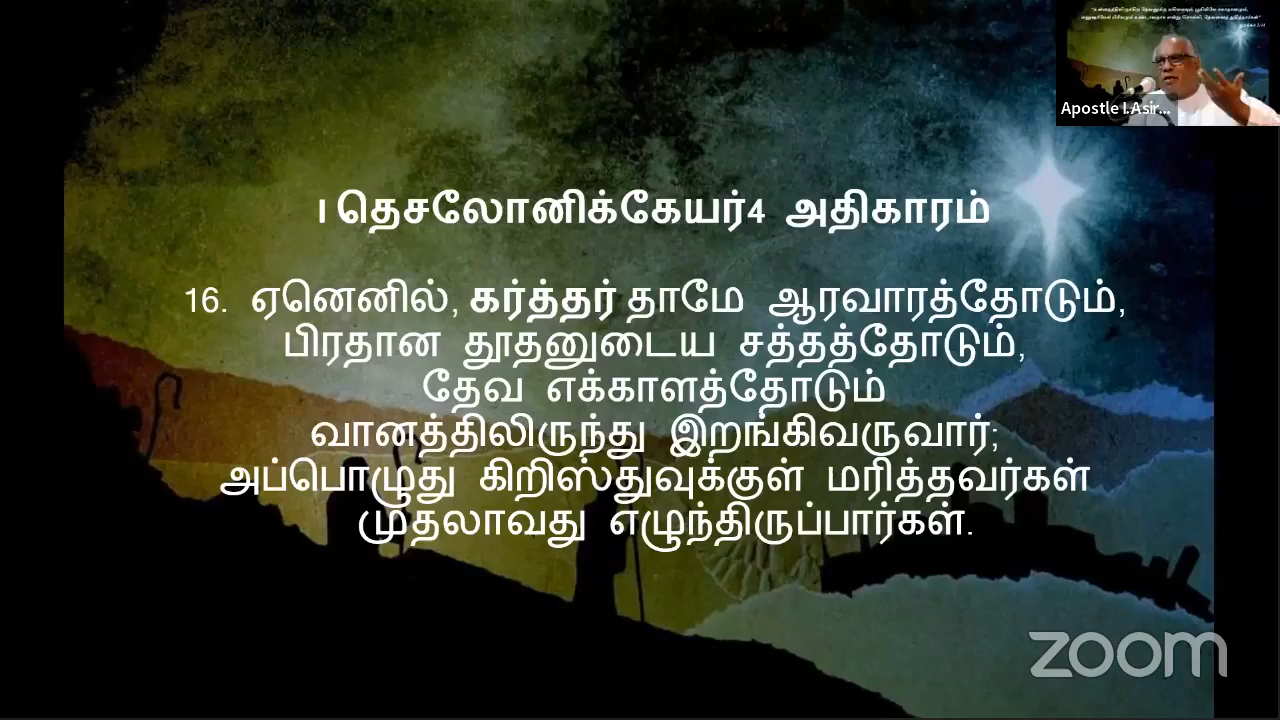 I தெசலோனிக்கேயர்4 அதிகாரம்
16. ஏனெனில், கர்த்தர் தாமே ஆரவாரத்தோடும்,
பிரதான தூதனுடைய சத்தத்தோடும்,
தேவ எக்காளத்தோடும்
வானத்திலிருந்து இறங்கிவருவார்;
அப்பொழுது கிறிஸ்துவுக்குள் மரித்தவர்கள்
முதலாவது எழுந்திருப்பார்கள்.
Apostle I.Asir...
zoom